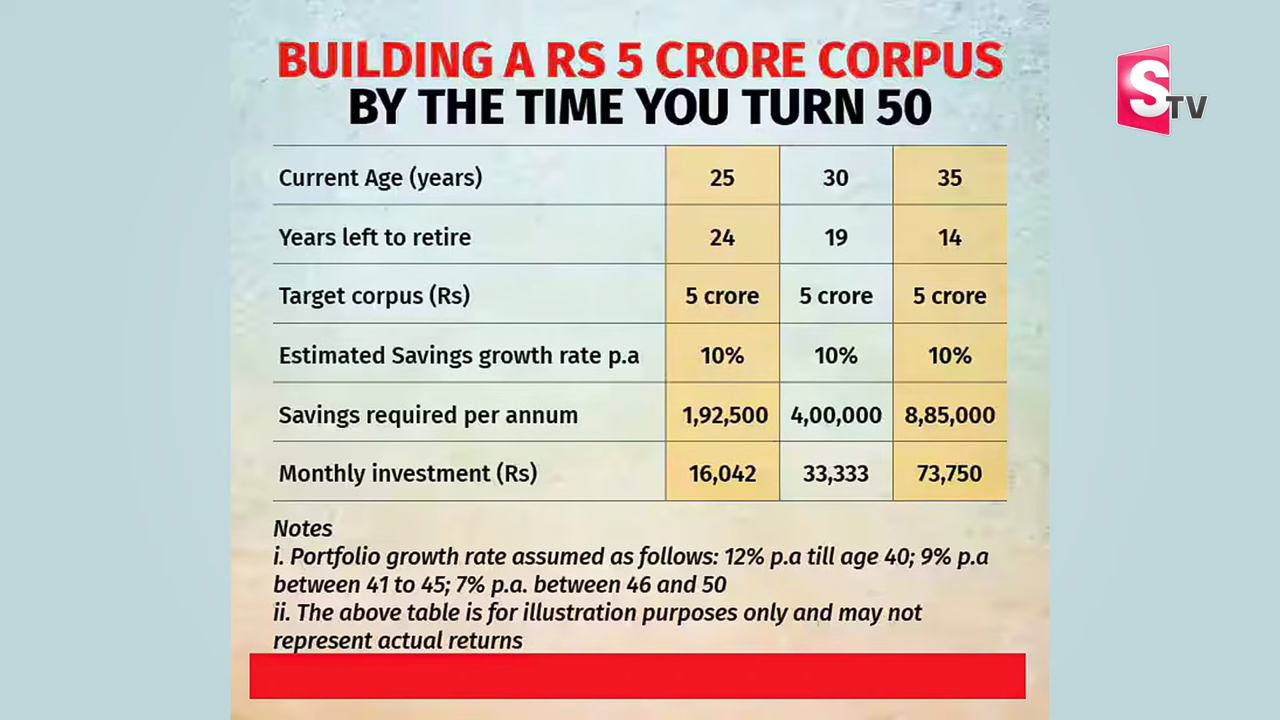 BUILDING A RS 5 CRORE CORPUS
BY THE TIME YOU TURN 50
STV
Current Age (years) 25 30 35
Years left to retire 24 19 14
Target corpus (Rs) 5 crore 5 crore 5 crore
Estimated Savings growth rate p.a 10% 10% 10%
Savings required per annum 1,92,500 4,00,000 8,85,000
Monthly investment (Rs) 16,042 33,333 73,750
Notes
i. Portfolio growth rate assumed as follows: 12% p.a till age 40; 9% p.a
between 41 to 45; 7% p.a. between 46 and 50
ii. The above table is for illustration purposes only and may not
represent actual returns